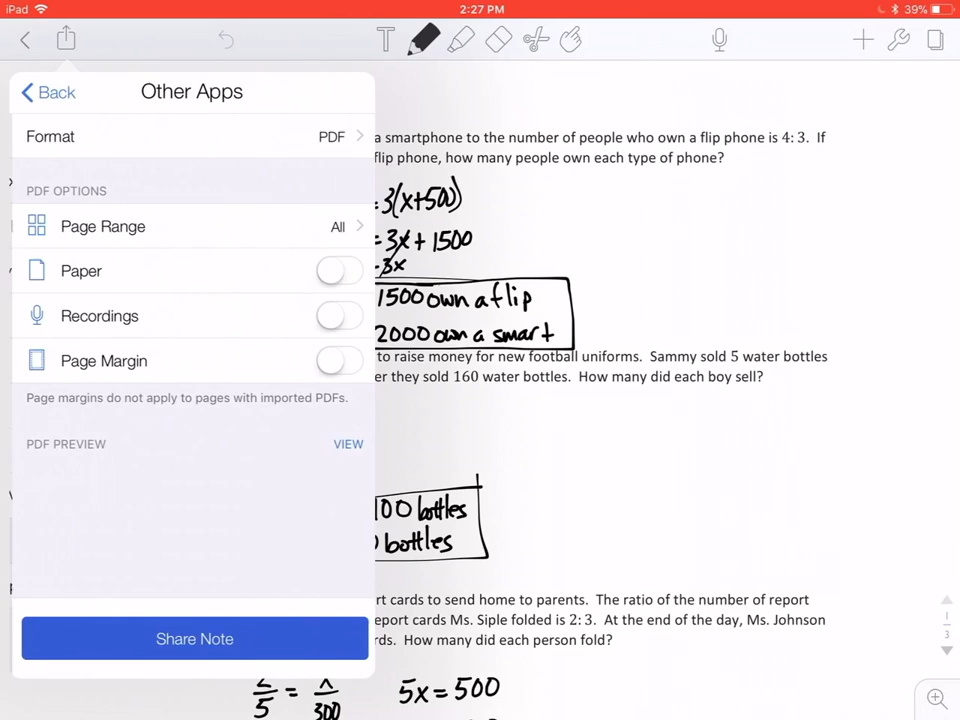 iPad 2:27 PM 39%
T
Back Other Apps
Format PDF
PDF OPTIONS
Page Range All
Paper
Recordings
Page Margin
Page margins do not apply to pages with imported PDFs.
PDF PREVIEW VIEW
Share Note
a smartphone to the number of people who own a flip phone is 4: 3. If
flip phone, how many people own each type of phone?
= 3(x+500)
= 3x + 1500
-3x
1500 own a flip
2000 own a smart
to raise money for new football uniforms. Sammy sold 5 water bottles
er they sold 160 water bottles. How many did each boy sell?
100 bottles
bottles
rt cards to send home to parents. The ratio of the number of report
eport cards Ms. Siple folded is 2: 3. At the end of the day, Ms. Johnson
rds. How many did each person fold?
2/5 = x/300 5x = 500
1
3